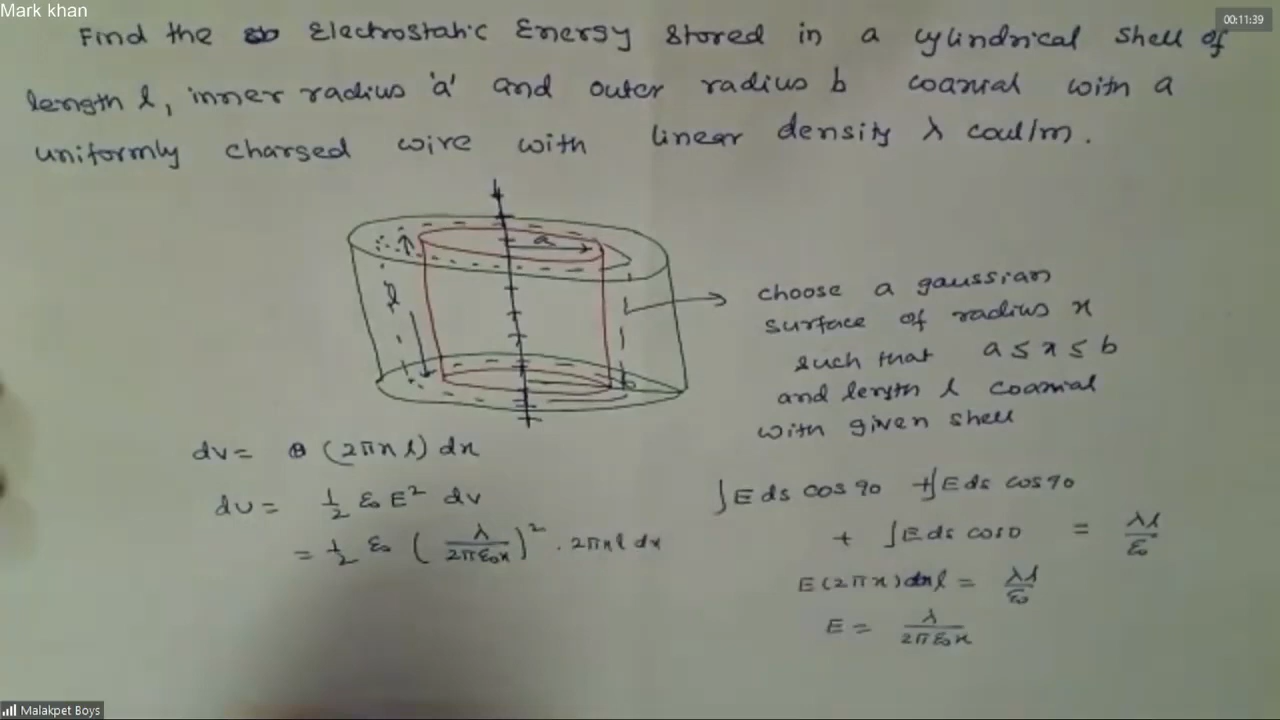 Mark khan
00:11:39
Find the Electrostatic Energy stored in a cylindrical shell of
length l, inner radius 'a' and outer radius b coaxial with a
uniformly charsed wire with linear density λ coul/m.
a
l
choose a gaussian
surface of radius x
such that a ≤ x ≤ b
and length l coaxial
with given shell
dv = (2πx l) dx
du = 1/2 ε₀ E² dv
= 1/2 ε₀ (λ/2πε₀x)² . 2πxl dx
∫E ds cos 90 + ∫E ds cos 90
+ ∫E ds cos 0 = λl/ε₀
E (2πx) l = λl/ε₀
E = λ/2πε₀x
Malakpet Boys